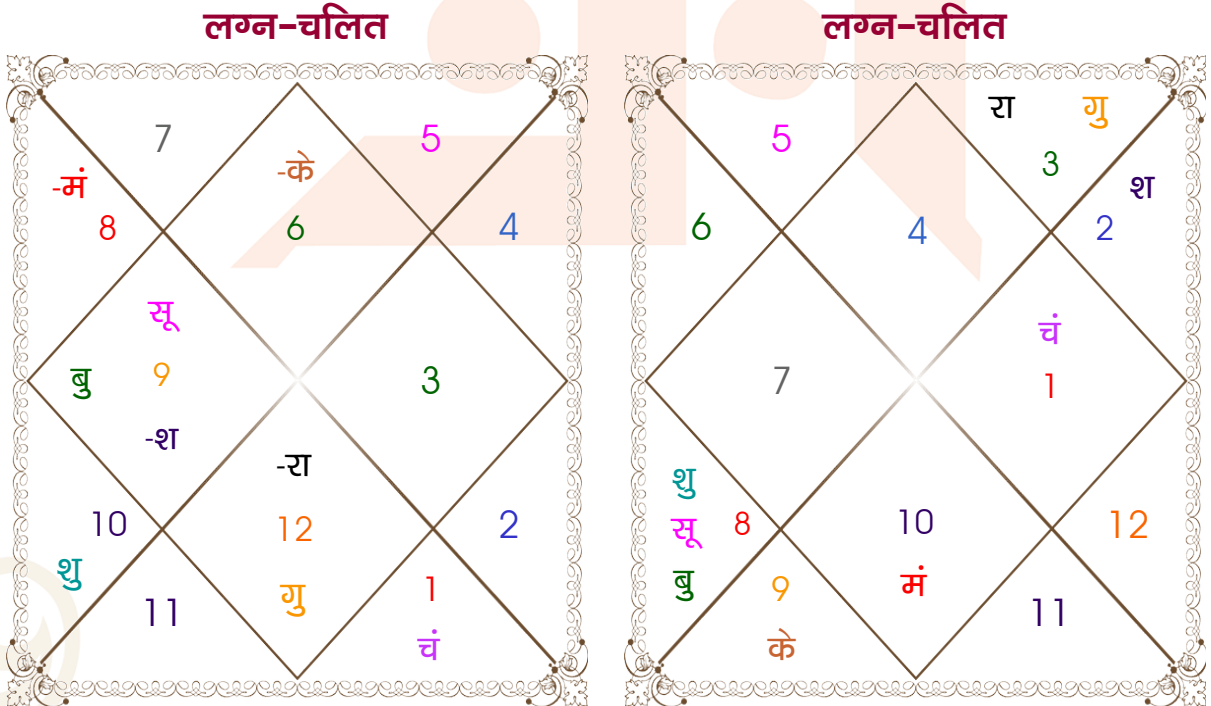 लग्न-चलित
7
5
-के
-मं
8
6
4
सू
बु
9
3
-श
-रा
10
12
2
शु
11
गु
1
चं
लग्न-चलित
रा गु
5
3
श
6
4
2
चं
7
1
शु
सू 8
10
12
बु
9
मं
11
के